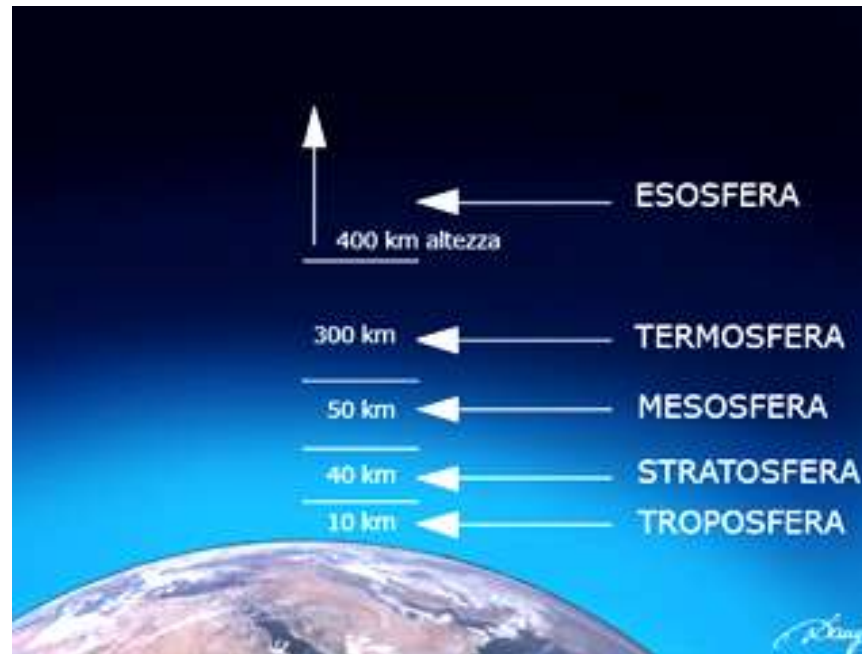 ESOSFERA
400 km altezza
300 km TERMOSFERA
50 km MESOSFERA
40 km STRATOSFERA
10 km TROPOSFERA